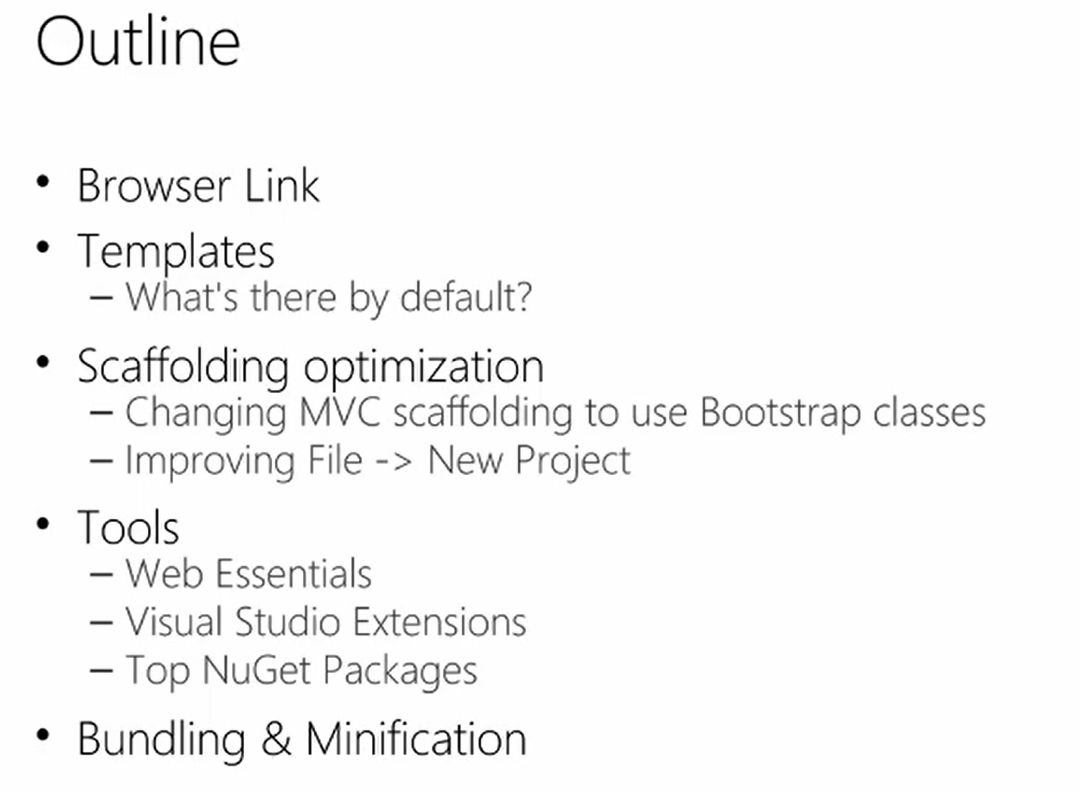 Outline
• Browser Link
• Templates
– What's there by default?
• Scaffolding optimization
– Changing MVC scaffolding to use Bootstrap classes
– Improving File -> New Project
• Tools
– Web Essentials
– Visual Studio Extensions
– Top NuGet Packages
• Bundling & Minification